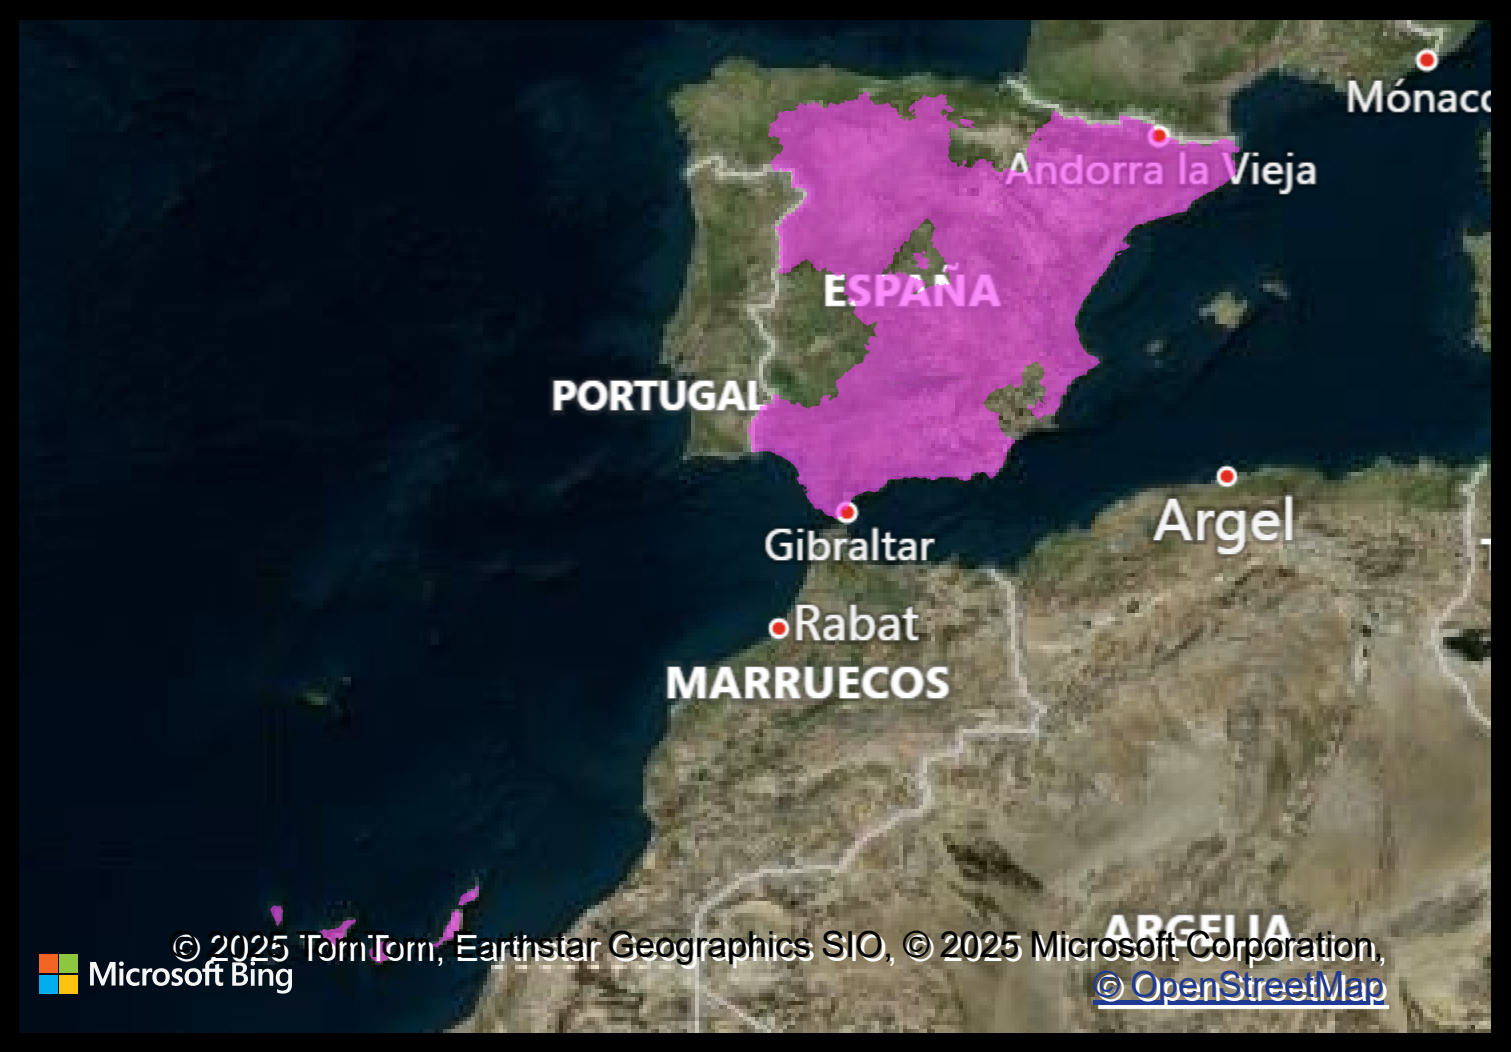 Mónaco
Andorra la Vieja
ESPAÑA
PORTUGAL
Argel
Gibraltar
Rabat
MARRUECOS
ARGELIA
© 2025 TomTom, Earthstar Geographics SIO, © 2025 Microsoft Corporation,
Microsoft Bing
© OpenStreetMap